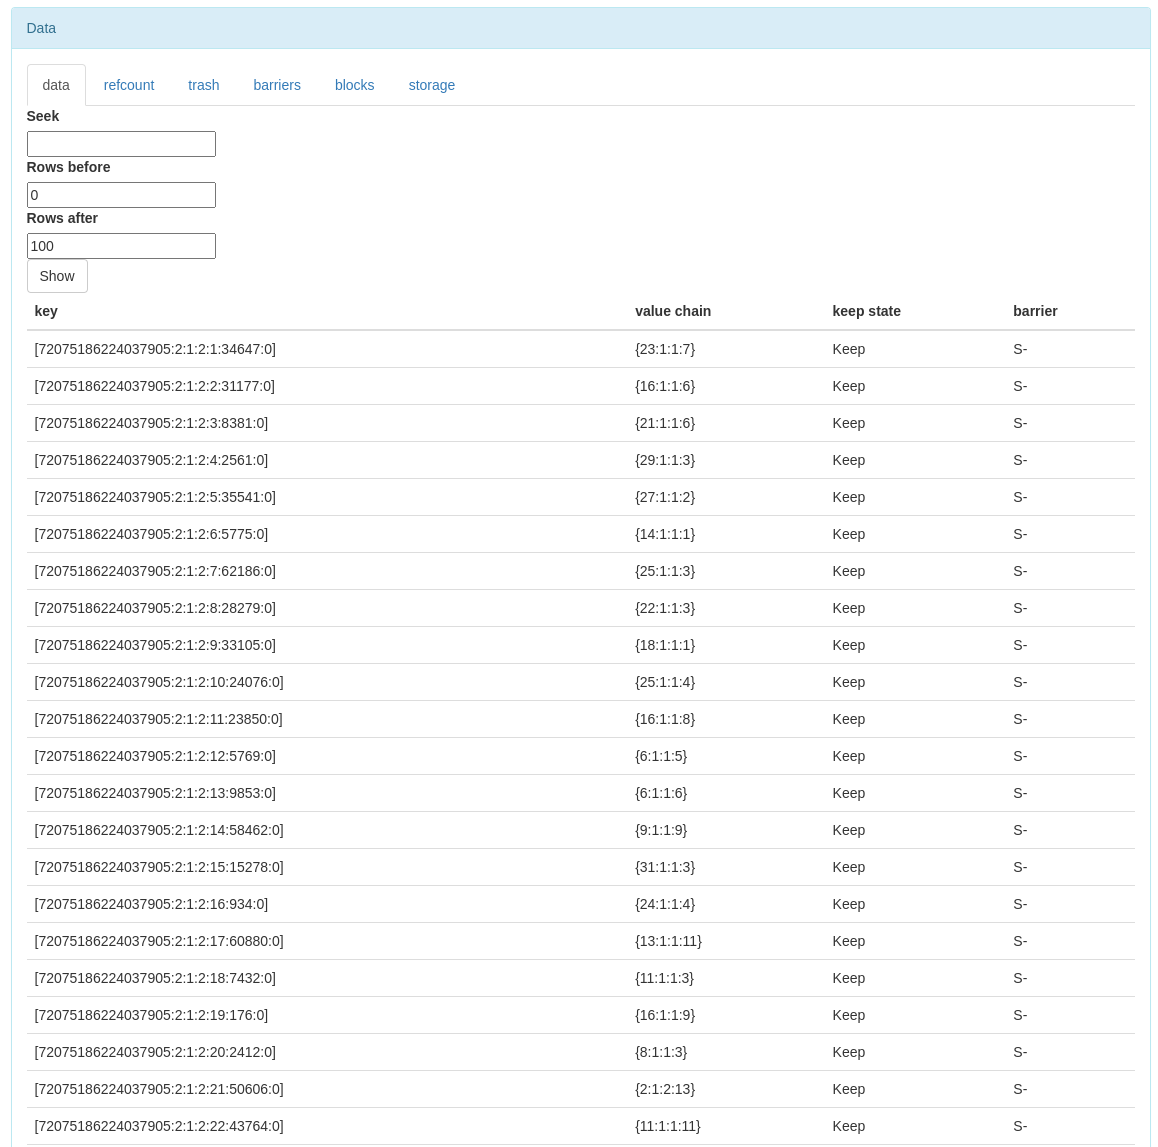 Data
data refcount trash barriers blocks storage
Seek
Rows before
0
Rows after
100
Show
key value chain keep state barrier
[72075186224037905:2:1:2:1:34647:0] {23:1:1:7} Keep S-
[72075186224037905:2:1:2:2:31177:0] {16:1:1:6} Keep S-
[72075186224037905:2:1:2:3:8381:0] {21:1:1:6} Keep S-
[72075186224037905:2:1:2:4:2561:0] {29:1:1:3} Keep S-
[72075186224037905:2:1:2:5:35541:0] {27:1:1:2} Keep S-
[72075186224037905:2:1:2:6:5775:0] {14:1:1:1} Keep S-
[72075186224037905:2:1:2:7:62186:0] {25:1:1:3} Keep S-
[72075186224037905:2:1:2:8:28279:0] {22:1:1:3} Keep S-
[72075186224037905:2:1:2:9:33105:0] {18:1:1:1} Keep S-
[72075186224037905:2:1:2:10:24076:0] {25:1:1:4} Keep S-
[72075186224037905:2:1:2:11:23850:0] {16:1:1:8} Keep S-
[72075186224037905:2:1:2:12:5769:0] {6:1:1:5} Keep S-
[72075186224037905:2:1:2:13:9853:0] {6:1:1:6} Keep S-
[72075186224037905:2:1:2:14:58462:0] {9:1:1:9} Keep S-
[72075186224037905:2:1:2:15:15278:0] {31:1:1:3} Keep S-
[72075186224037905:2:1:2:16:934:0] {24:1:1:4} Keep S-
[72075186224037905:2:1:2:17:60880:0] {13:1:1:11} Keep S-
[72075186224037905:2:1:2:18:7432:0] {11:1:1:3} Keep S-
[72075186224037905:2:1:2:19:176:0] {16:1:1:9} Keep S-
[72075186224037905:2:1:2:20:2412:0] {8:1:1:3} Keep S-
[72075186224037905:2:1:2:21:50606:0] {2:1:2:13} Keep S-
[72075186224037905:2:1:2:22:43764:0] {11:1:1:11} Keep S-